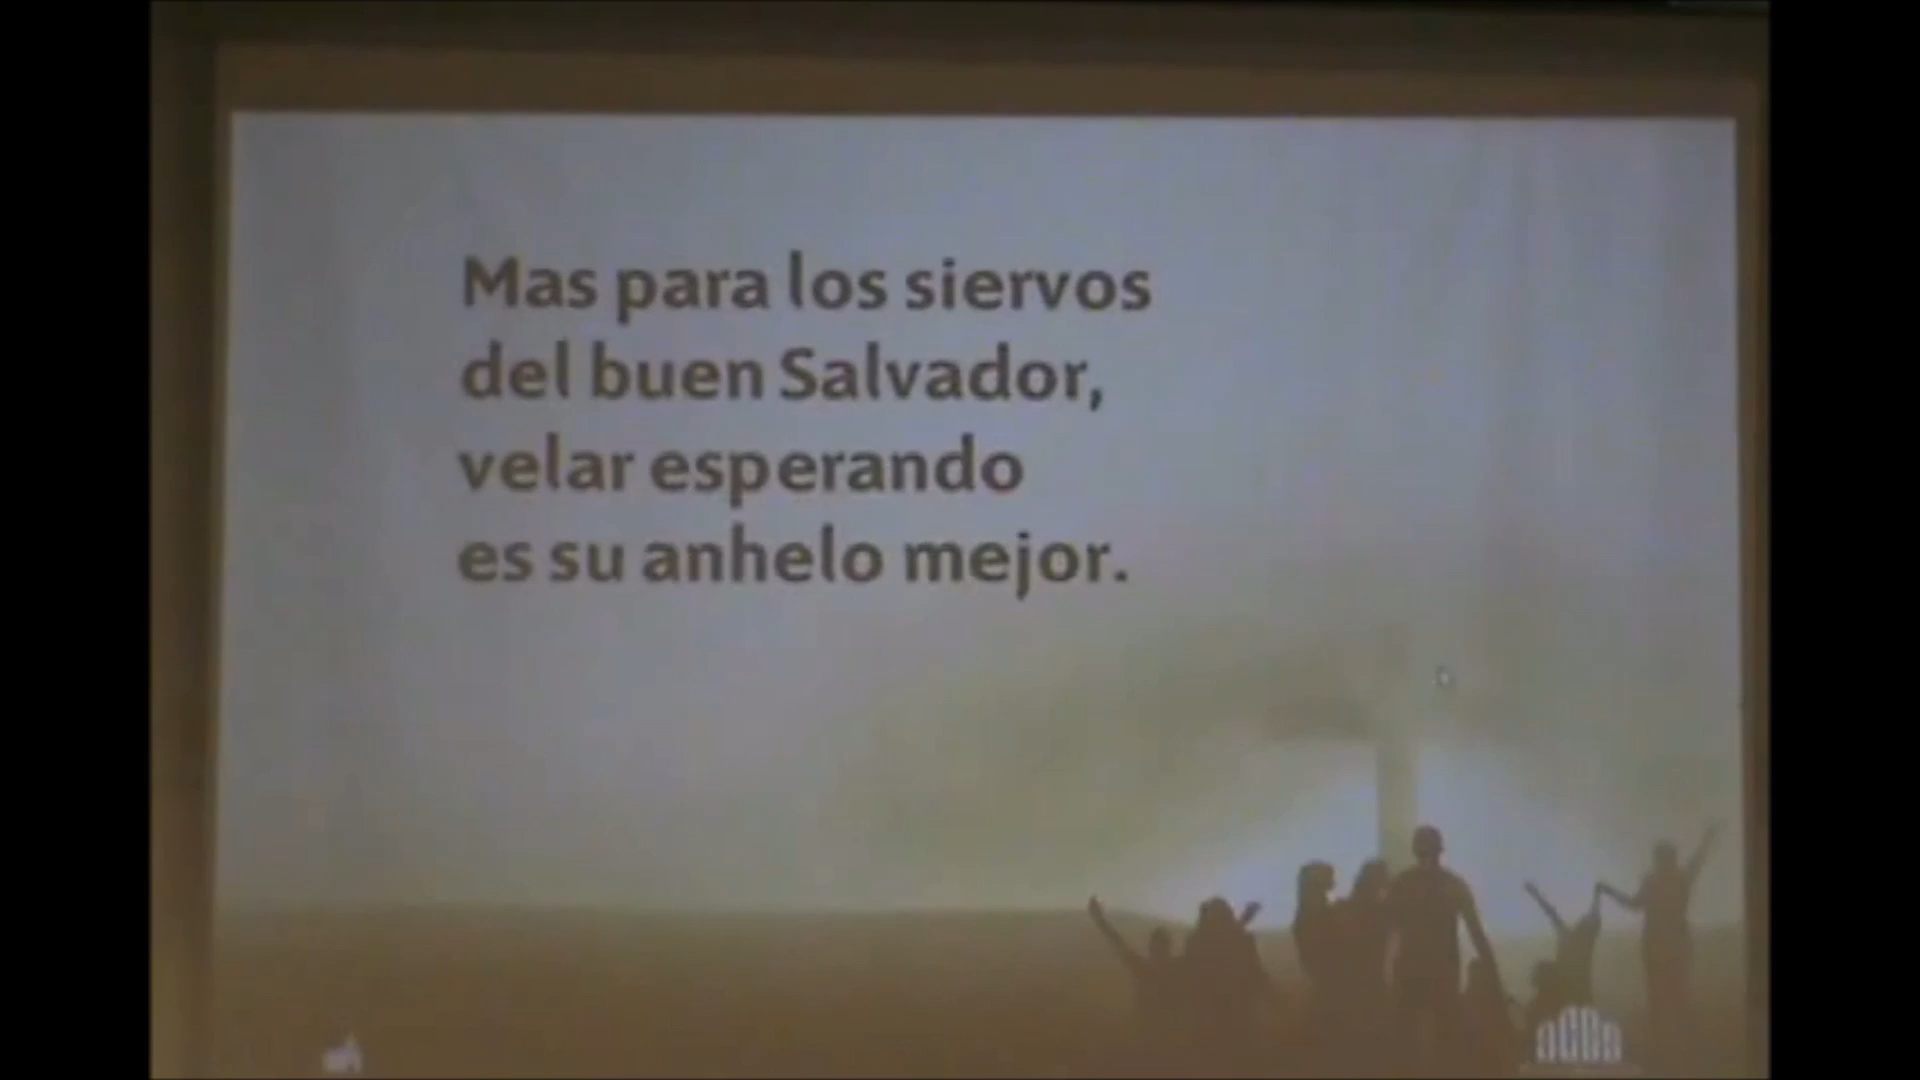 Mas para los siervos
del buen Salvador,
velar esperando
es su anhelo mejor.